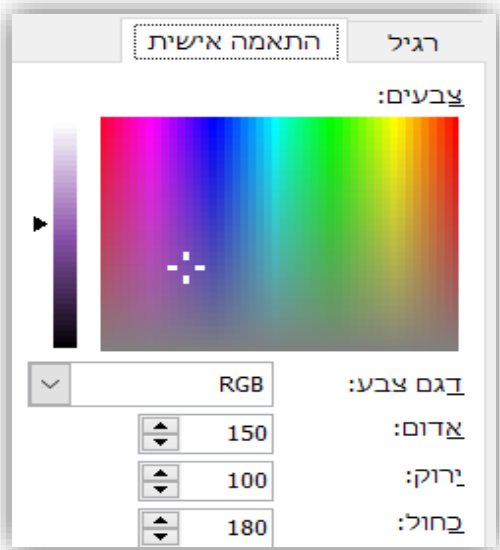 רגיל התאמה אישית
צבעים:
דגם צבע: RGB
אדום: 150
ירוק: 100
כחול: 180